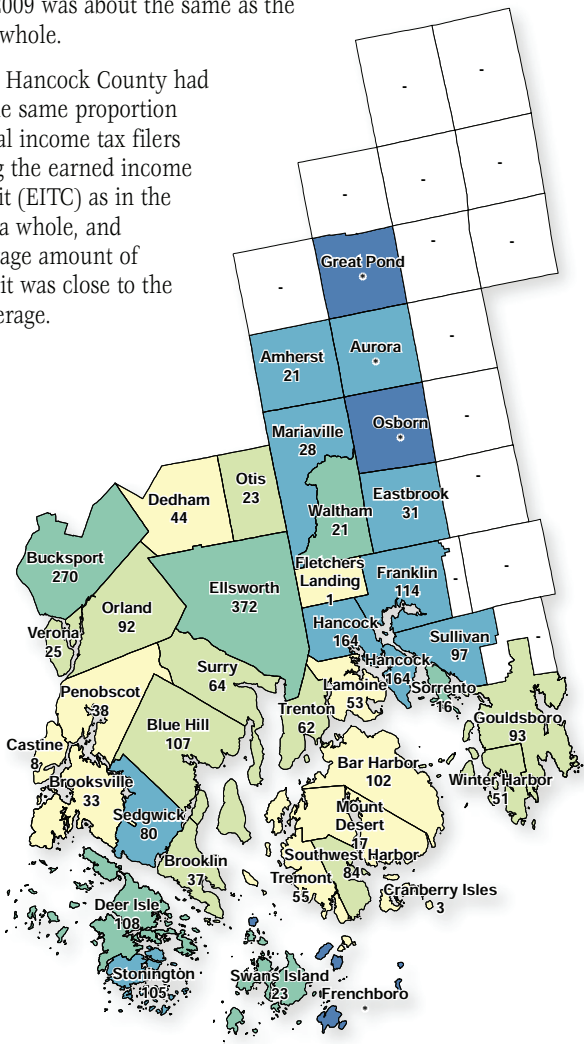 2009 was about the same as the
whole.
Hancock County had
e same proportion
al income tax filers
g the earned income
it (EITC) as in the
a whole, and
age amount of
it was close to the
erage.
-
-
-
-
-
-
-
-
Great Pond
*
Amherst
21
Aurora
*
-
Mariaville
28
Osborn
*
-
Otis
23
Dedham
44
Waltham
21
Eastbrook
31
-
Bucksport
270
Ellsworth
372
Fletchers
Landing
1
Franklin
114
-
-
Orland
92
Hancock
164
Sullivan
97
-
Verona
25
Surry
64
Hancock
164
Sorrento
16
Penobscot
38
Lamoine
53
Trenton
62
Gouldsboro
93
Blue Hill
107
Castine
8
Bar Harbor
102
Winter Harbor
51
Brooksville
33
Mount
Desert
17
Sedgwick
80
Southwest Harbor
84
Brooklin
37
Tremont
55
Cranberry Isles
3
Deer Isle
108
Stonington
105
Swans Island
23
Frenchboro
*